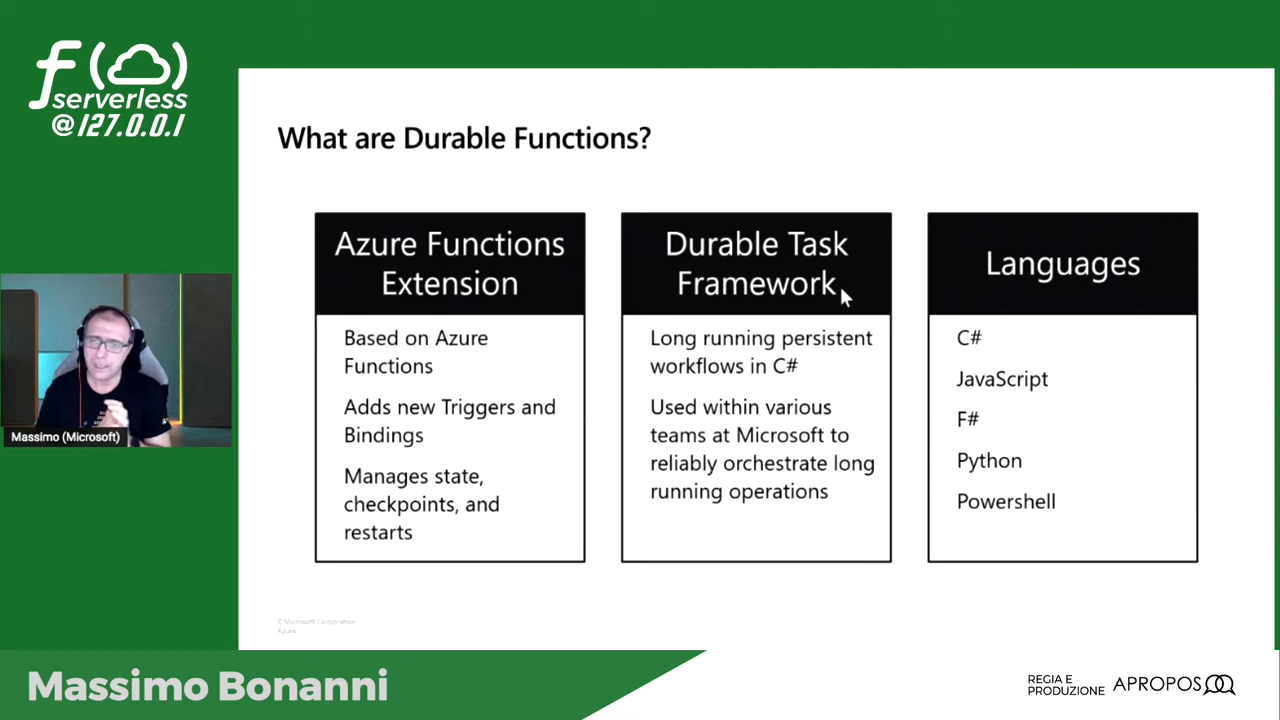 f()
serverless
@127.0.0.1
What are Durable Functions?
Azure Functions
Extension
Based on Azure
Functions
Adds new Triggers and
Bindings
Manages state,
checkpoints, and
restarts
Durable Task
Framework
Long running persistent
workflows in C#
Used within various
teams at Microsoft to
reliably orchestrate long
running operations
Languages
C#
JavaScript
F#
Python
Powershell
Massimo (Microsoft)
© Microsoft Corporation
Azure
Massimo Bonanni
REGIA E
PRODUZIONE
APROPOS